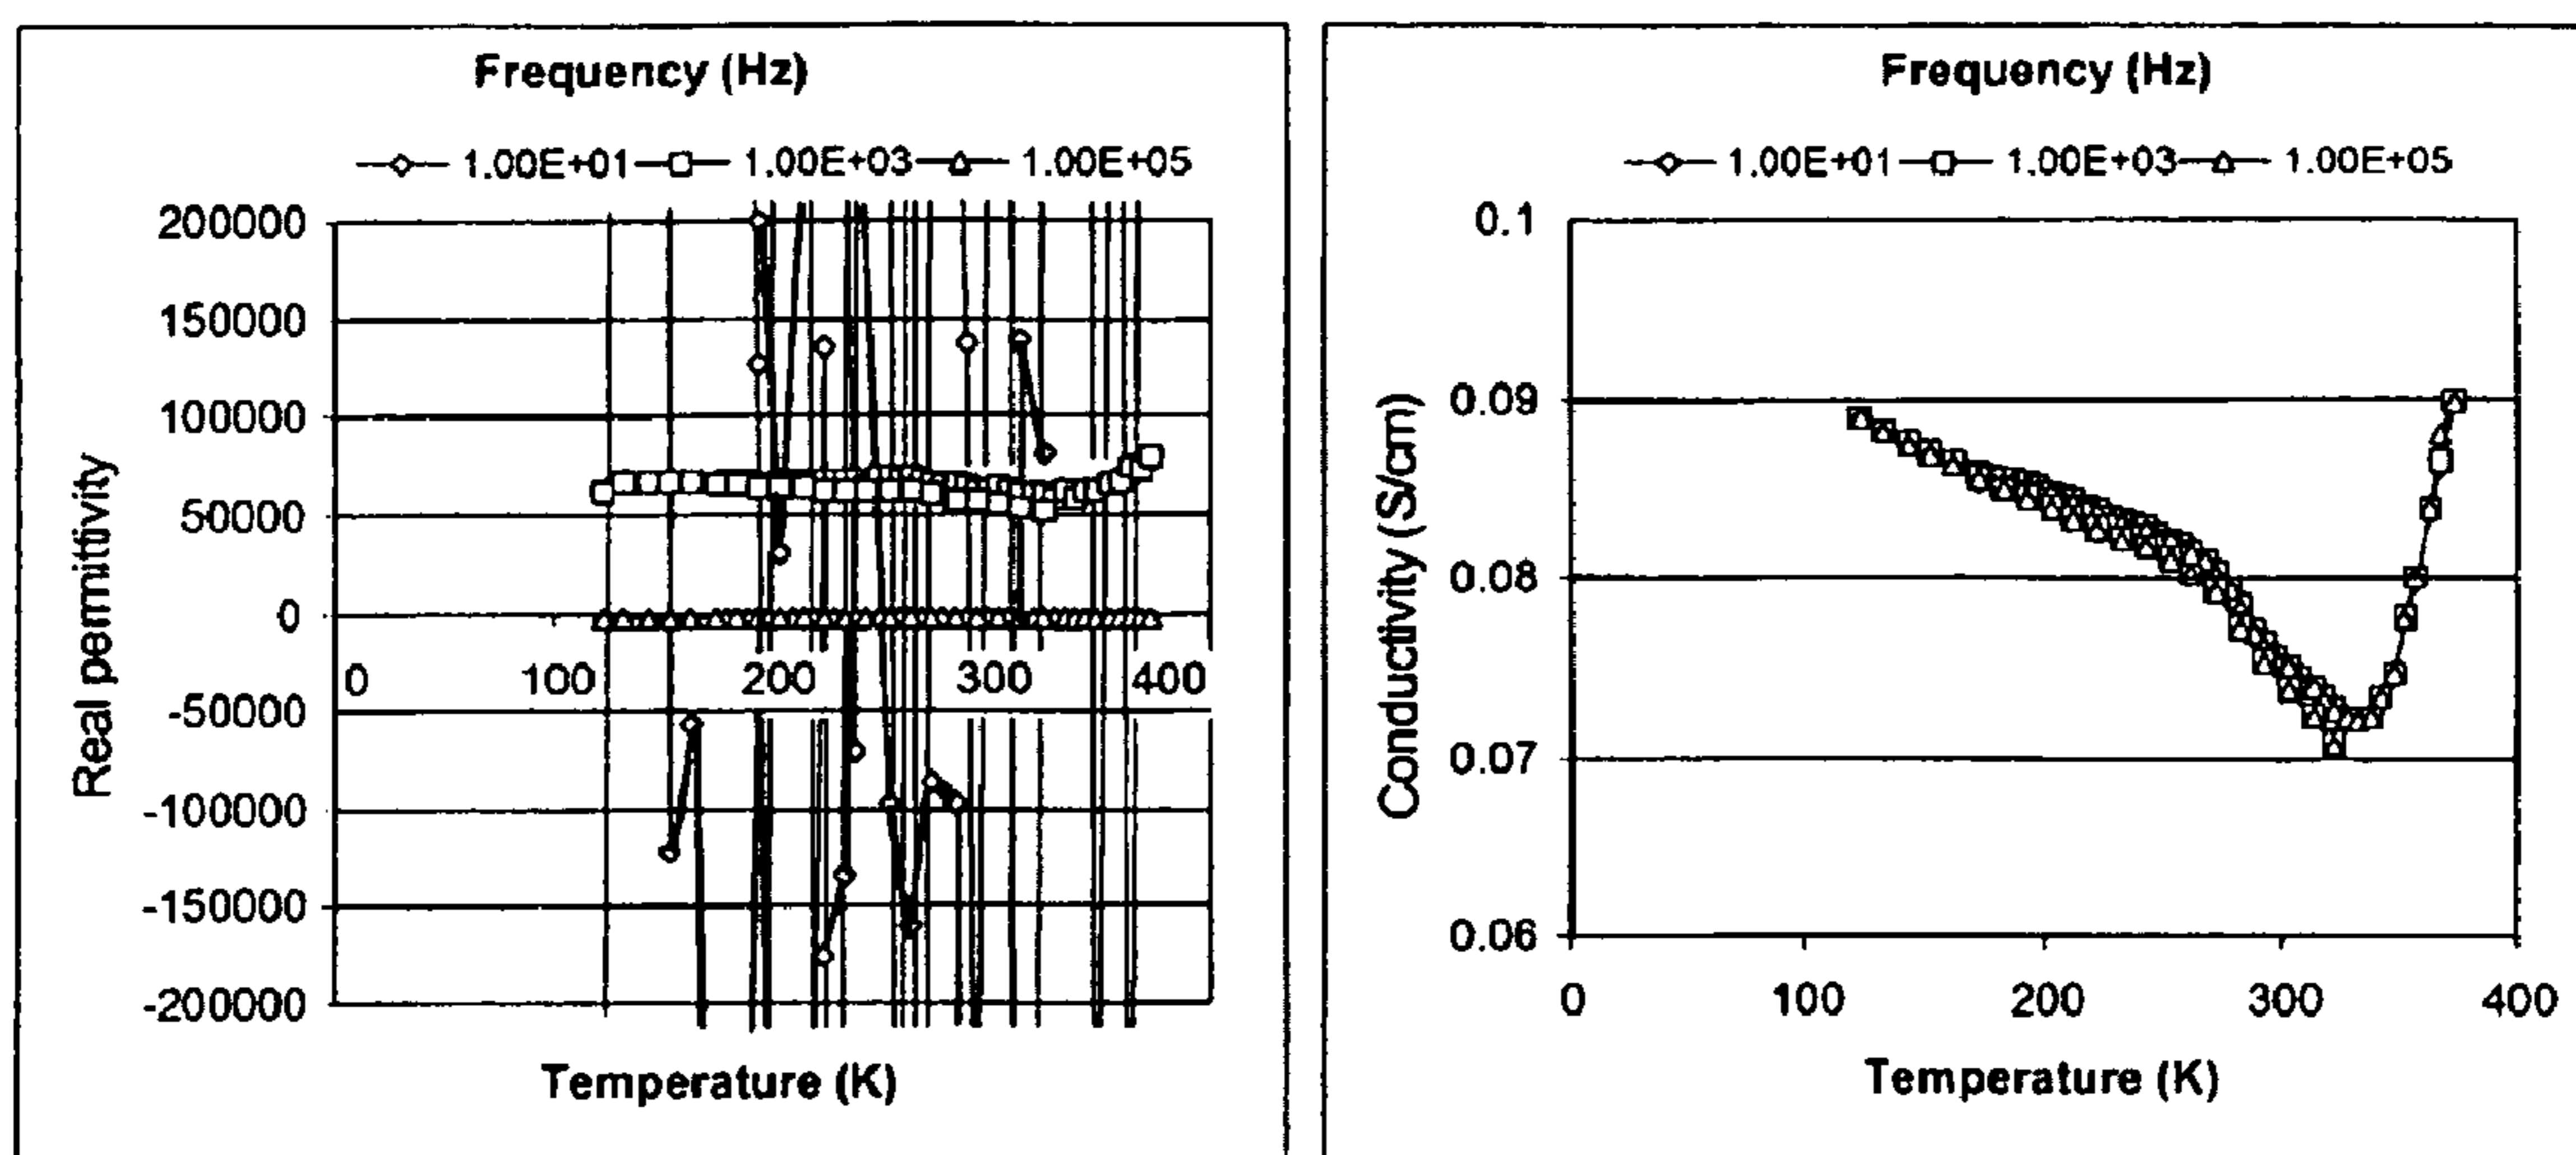 Frequency (Hz)
1.00E+01 1.00E+03 1.00E+05
200000
150000
100000
50000
0
-50000
-100000
-150000
-200000
0 100 200 300 400
Real permittivity
Temperature (K)
Frequency (Hz)
1.00E+01 1.00E+03 1.00E+05
0.1
0.09
0.08
0.07
0.06
0 100 200 300 400
Conductivity (S/cm)
Temperature (K)